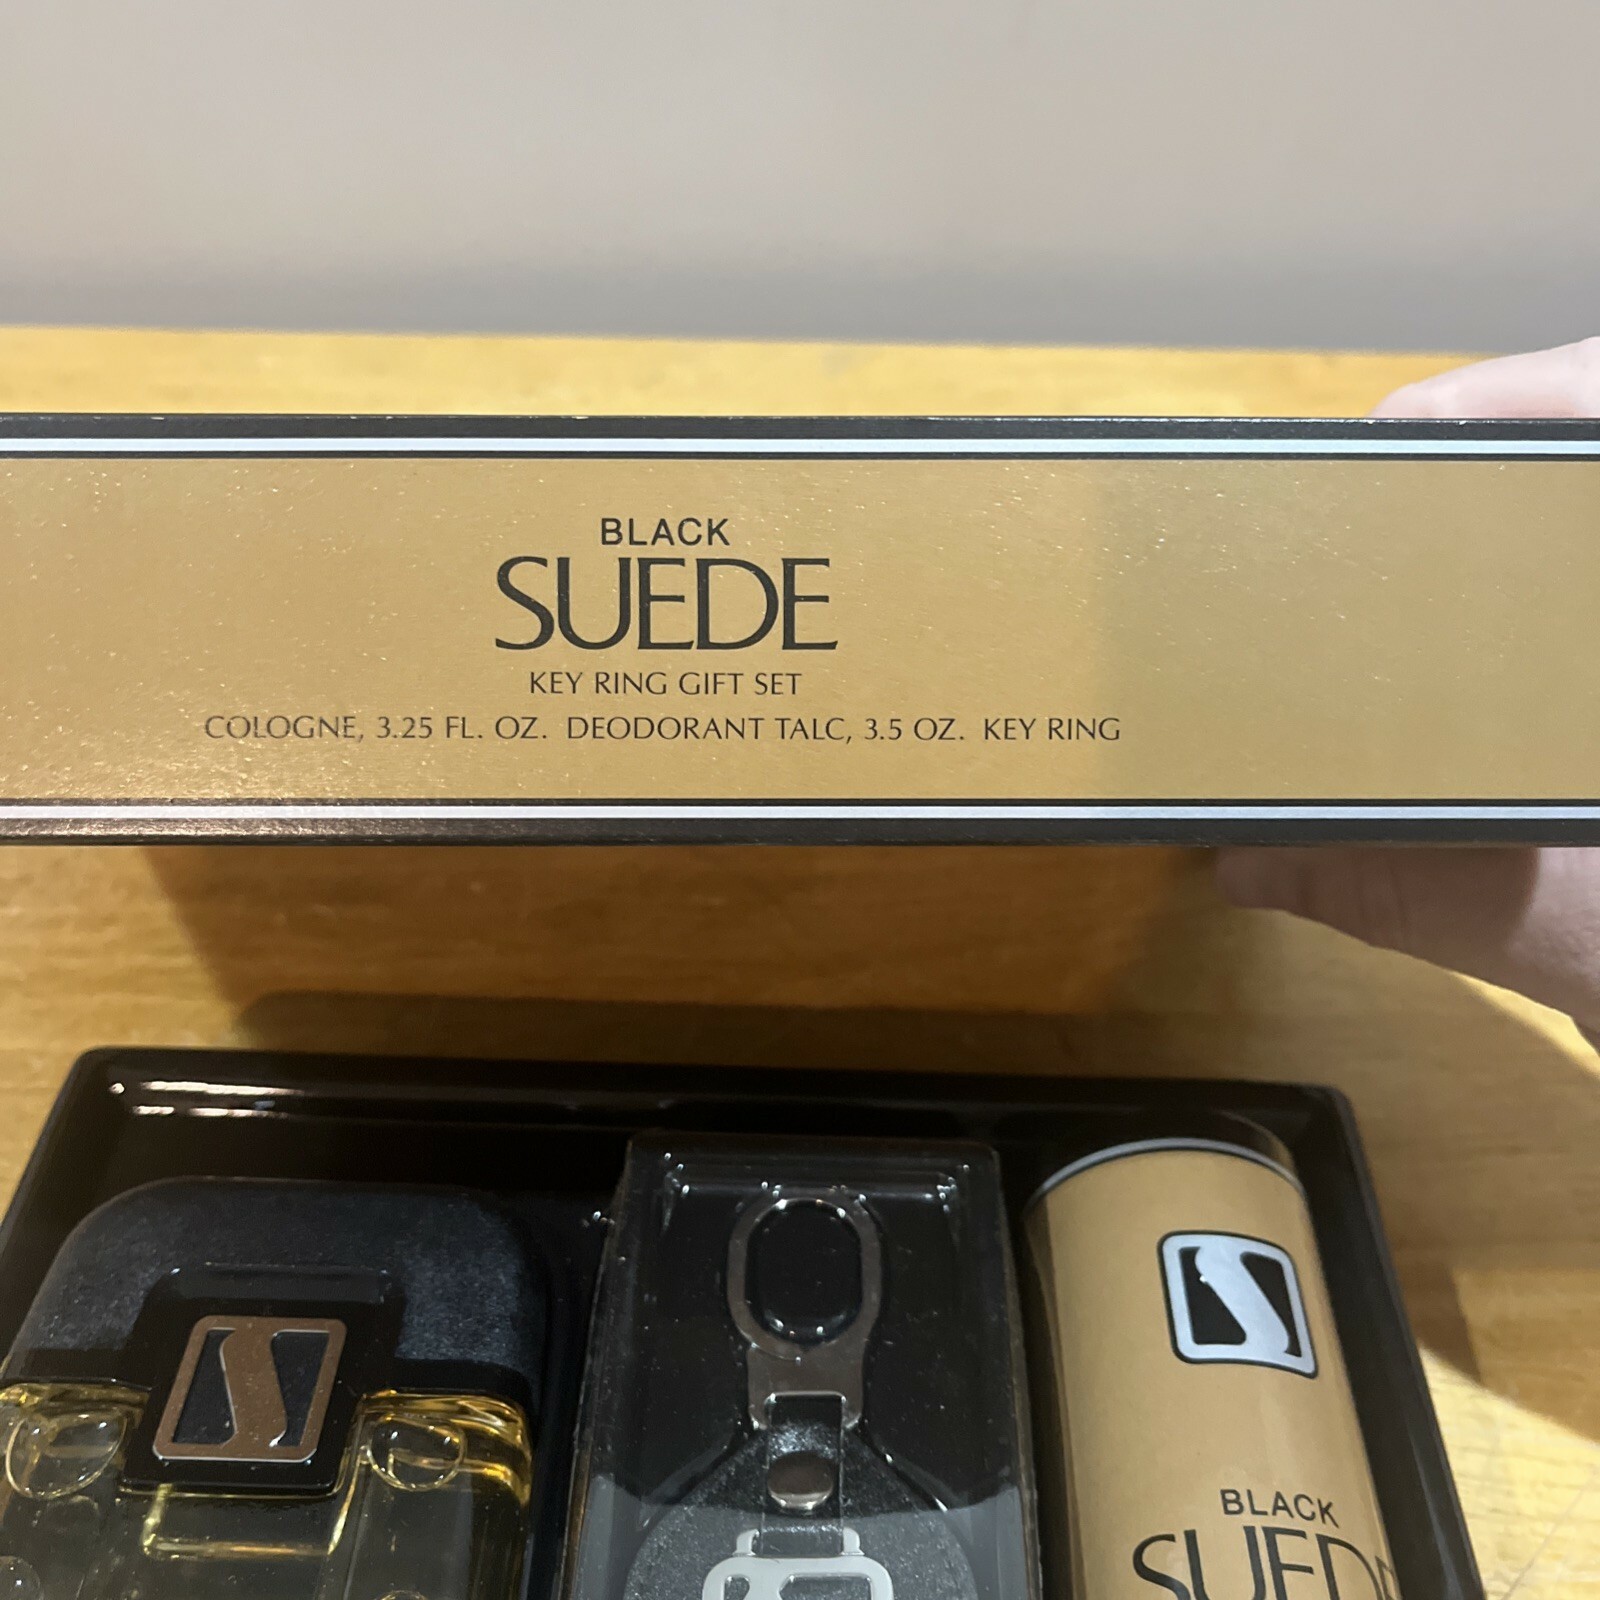 BLACK
SUEDE
KEY RING GIFT SET
COLOGNE, 3.25 FL. OZ. DEODORANT TALC, 3.5 OZ. KEY RING
BLACK
SUEDE